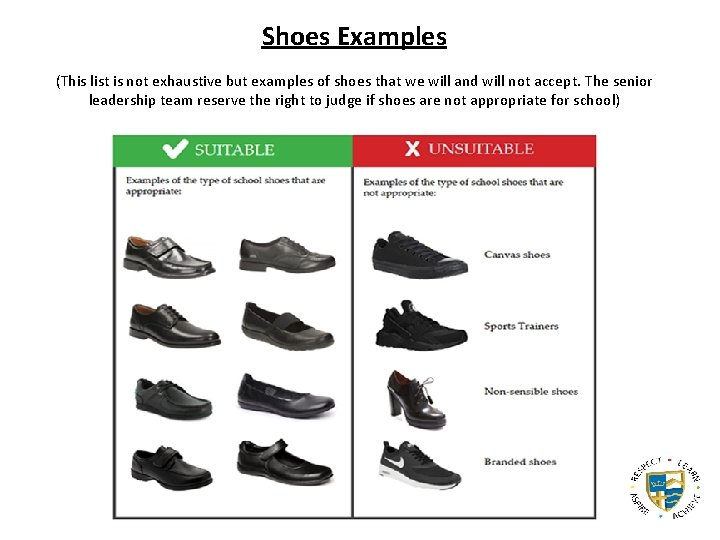 Shoes Examples
(This list is not exhaustive but examples of shoes that we will and will not accept. The senior
leadership team reserve the right to judge if shoes are not appropriate for school)
SUITABLE
Examples of the type of school shoes that are
appropriate:
X UNSUITABLE
Examples of the type of school shoes that are
not appropriate:
Canvas shoes
Sports Trainers
Non-sensible shoes
Branded shoes
RESPECT • LEARN
ASPIRE • ACHIEVE